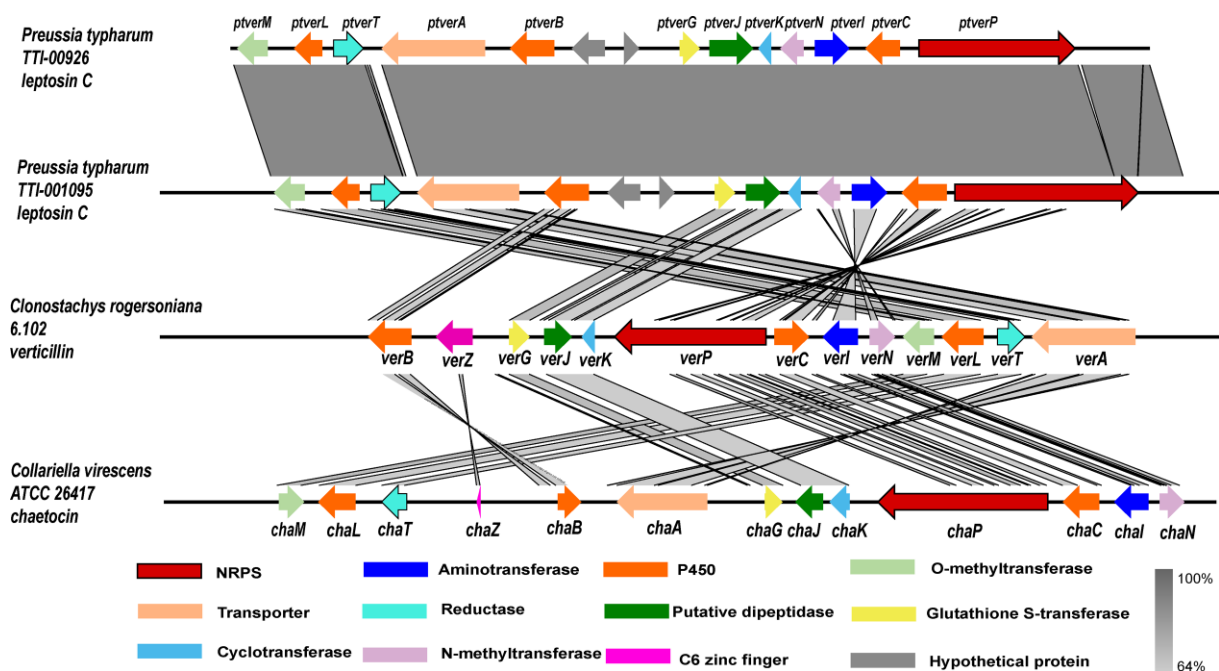 ptverM ptverL ptverT ptverA ptverB ptverG ptverJ ptverK ptverN ptverI ptverC ptverP
Preussia typharum
TTI-00926
leptosin C
Preussia typharum
TTI-001095
leptosin C
Clonostachys rogersoniana
6.102
verticillin
verB verZ verG verJ verK verP verC verI verN verM verL verT verA
Collariella virescens
ATCC 26417
chaetocin
chaM chaL chaT chaZ chaB chaA chaG chaJ chaK chaP chaC chaI chaN
NRPS Aminotransferase P450 O-methyltransferase
Transporter Reductase Putative dipeptidase Glutathione S-transferase
Cyclotransferase N-methyltransferase C6 zinc finger Hypothetical protein
100%
64%